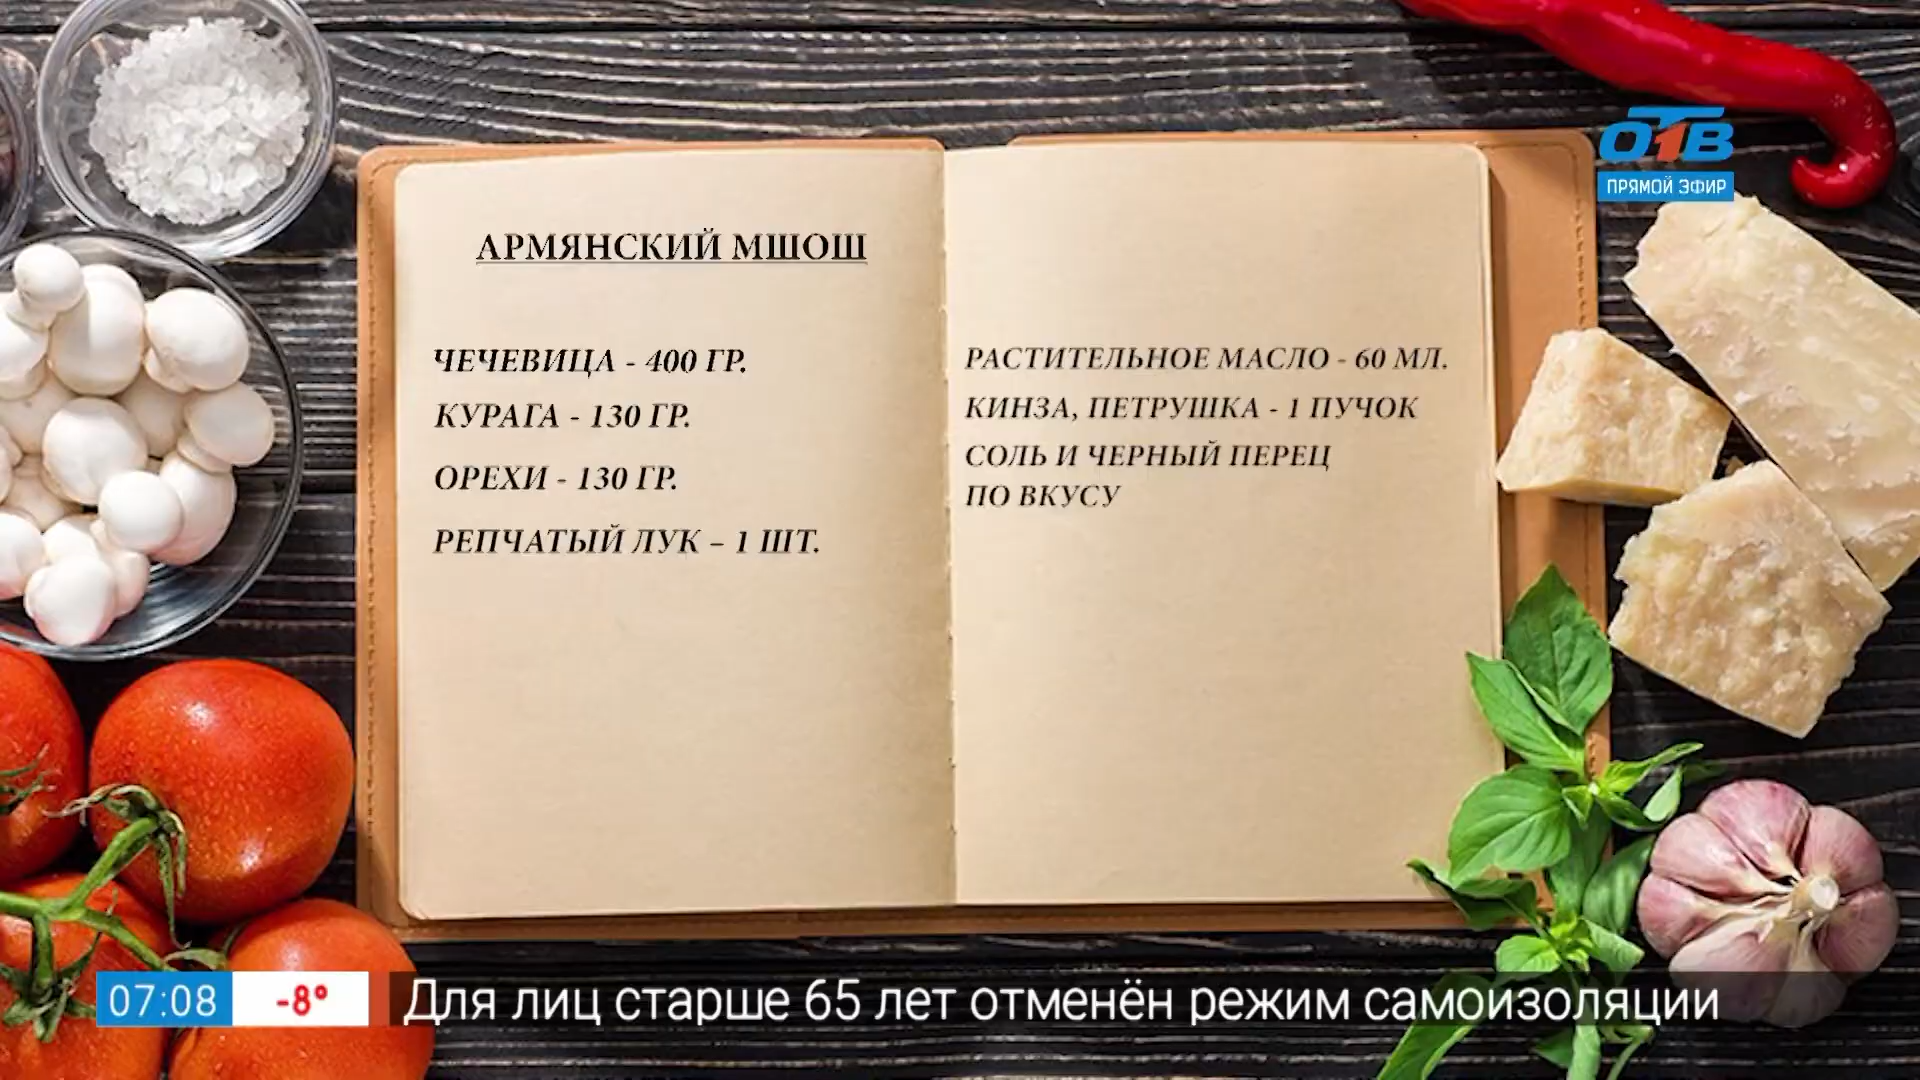 АРМЯНСКИЙ МШОШ
ЧЕЧЕВИЦА - 400 ГР.
КУРАГА - 130 ГР.
ОРЕХИ - 130 ГР.
РЕПЧАТЫЙ ЛУК – 1 ШТ.
РАСТИТЕЛЬНОЕ МАСЛО - 60 МЛ.
КИНЗА, ПЕТРУШКА - 1 ПУЧОК
СОЛЬ И ЧЕРНЫЙ ПЕРЕЦ
ПО ВКУСУ
ОТВ
ПРЯМОЙ ЭФИР
07:08 -8° Для лиц старше 65 лет отменён режим самоизоляции